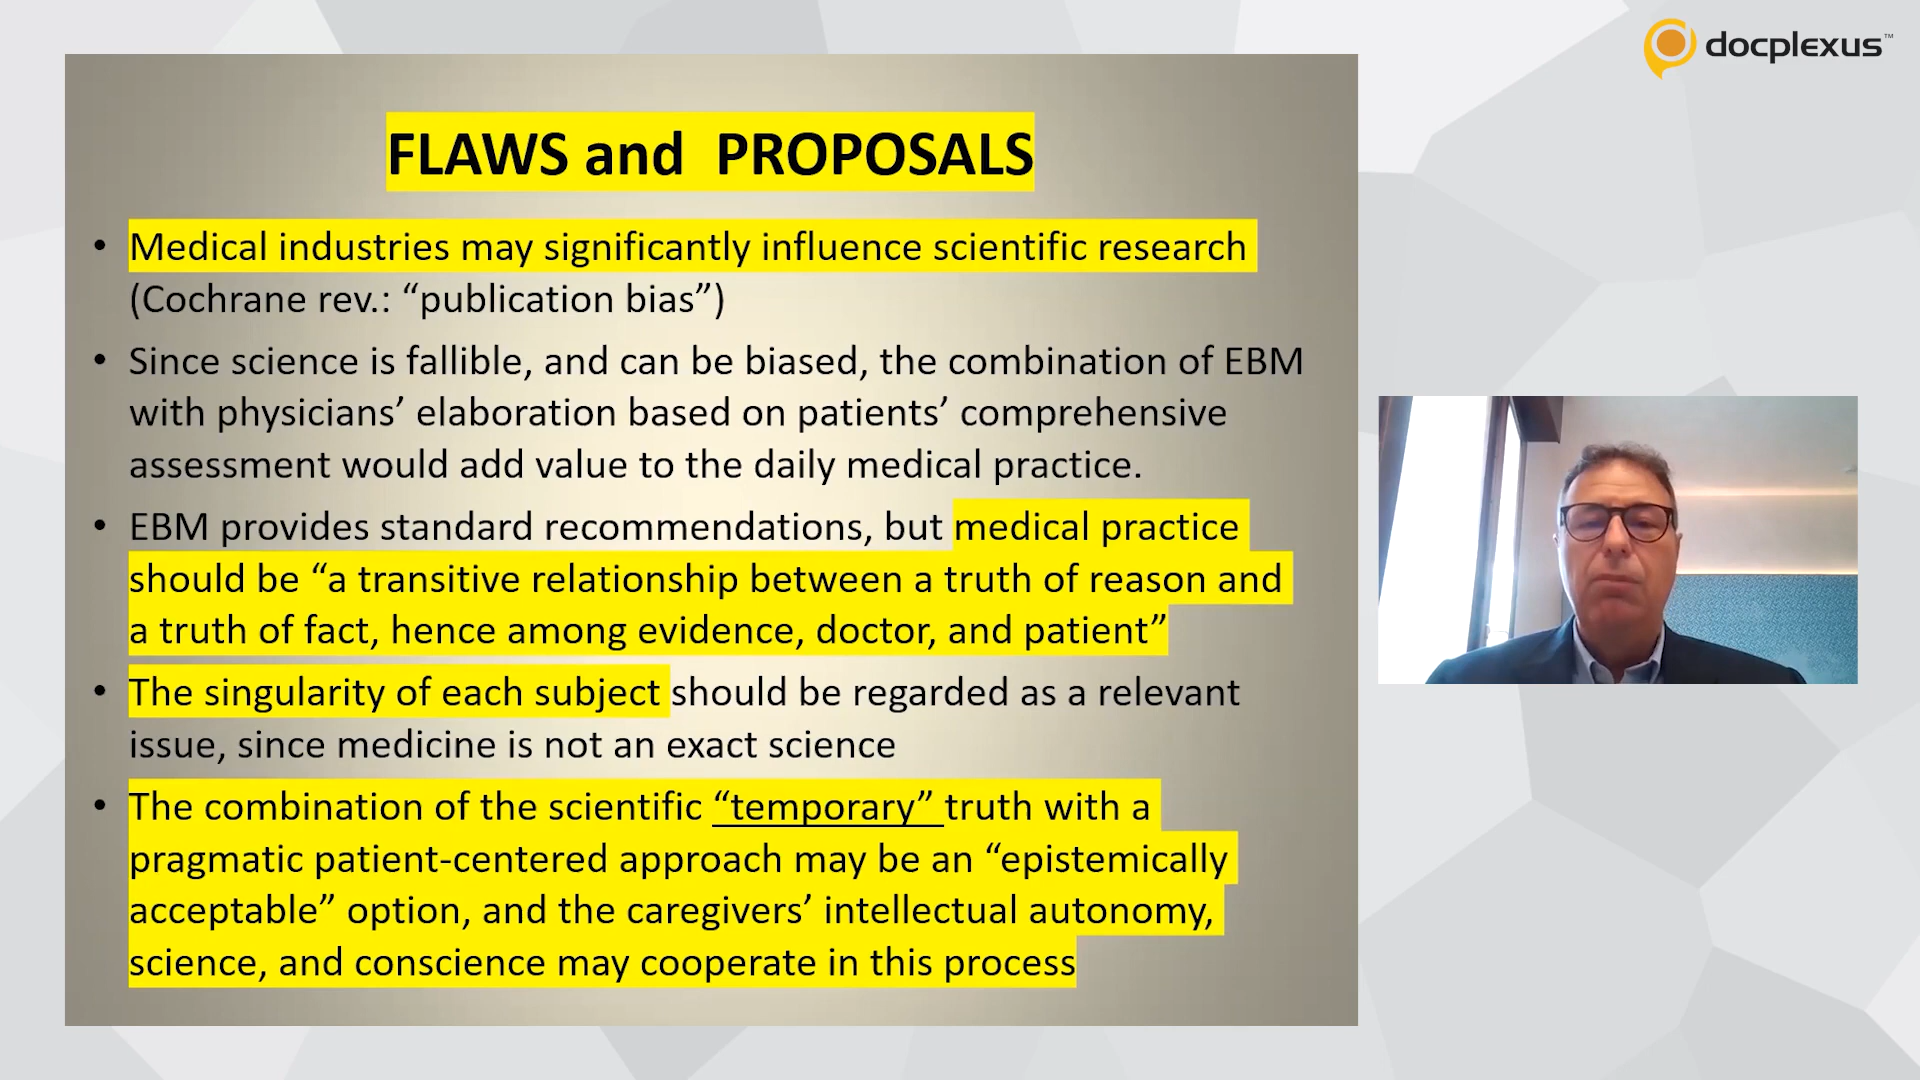 docplexus™
FLAWS and PROPOSALS
• Medical industries may significantly influence scientific research
(Cochrane rev.: “publication bias”)
• Since science is fallible, and can be biased, the combination of EBM
with physicians’ elaboration based on patients’ comprehensive
assessment would add value to the daily medical practice.
• EBM provides standard recommendations, but medical practice
should be “a transitive relationship between a truth of reason and
a truth of fact, hence among evidence, doctor, and patient”
• The singularity of each subject should be regarded as a relevant
issue, since medicine is not an exact science
• The combination of the scientific “temporary” truth with a
pragmatic patient-centered approach may be an “epistemically
acceptable” option, and the caregivers’ intellectual autonomy,
science, and conscience may cooperate in this process